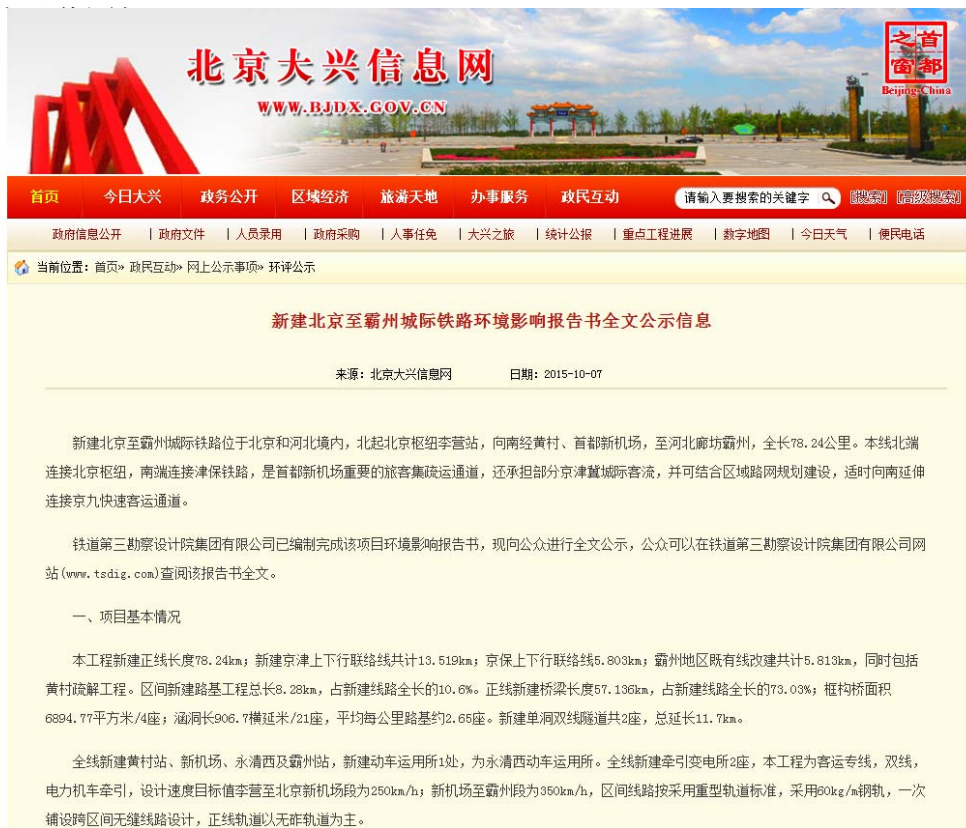 北京大兴信息网
WWW.BJDX.GOV.CN
首都之窗
Beijing-China
首页 今日大兴 政务公开 区域经济 旅游天地 办事服务 政民互动 请输入要搜索的关键字 [搜索] [高级搜索]
政府信息公开 | 政府文件 | 人员录用 | 政府采购 | 人事任免 | 大兴之旅 | 统计公报 | 重点工程进展 | 数字地图 | 今日天气 | 便民电话
当前位置：首页» 政民互动» 网上公示事项» 环评公示
新建北京至霸州城际铁路环境影响报告书全文公示信息
来源：北京大兴信息网 日期：2015-10-07
新建北京至霸州城际铁路位于北京和河北境内，北起北京枢纽李营站，向南经黄村、首都新机场，至河北廊坊霸州，全长78.24公里。本线北端
连接北京枢纽，南端连接津保铁路，是首都新机场重要的旅客集疏运通道，还承担部分京津冀城际客流，并可结合区域路网规划建设，适时向南延伸
连接京九快速客运通道。
铁道第三勘察设计院集团有限公司已编制完成该项目环境影响报告书，现向公众进行全文公示，公众可以在铁道第三勘察设计院集团有限公司网
站(www.tsdig.com)查阅该报告书全文。
一、项目基本情况
本工程新建正线长度78.24km；新建京津上下行联络线共计13.519km；京保上下行联络线5.803km；霸州地区既有线改建共计5.813km，同时包括
黄村疏解工程。区间新建路基工程总长8.28km，占新建线路全长的10.6%。正线新建桥梁长度57.136km，占新建线路全长的73.03%；框构桥面积
6894.77平方米/4座；涵洞长906.7横延米/21座，平均每公里路基约2.65座。新建单洞双线隧道共2座，总延长11.7km。
全线新建黄村站、新机场、永清西及霸州站，新建动车运用所1处，为永清西动车运用所。全线新建牵引变电所2座，本工程为客运专线，双线，
电力机车牵引，设计速度目标值李营至北京新机场段为250km/h；新机场至霸州段为350km/h，区间线路按采用重型轨道标准，采用60kg/m钢轨，一次
铺设跨区间无缝线路设计，正线轨道以无砟轨道为主。